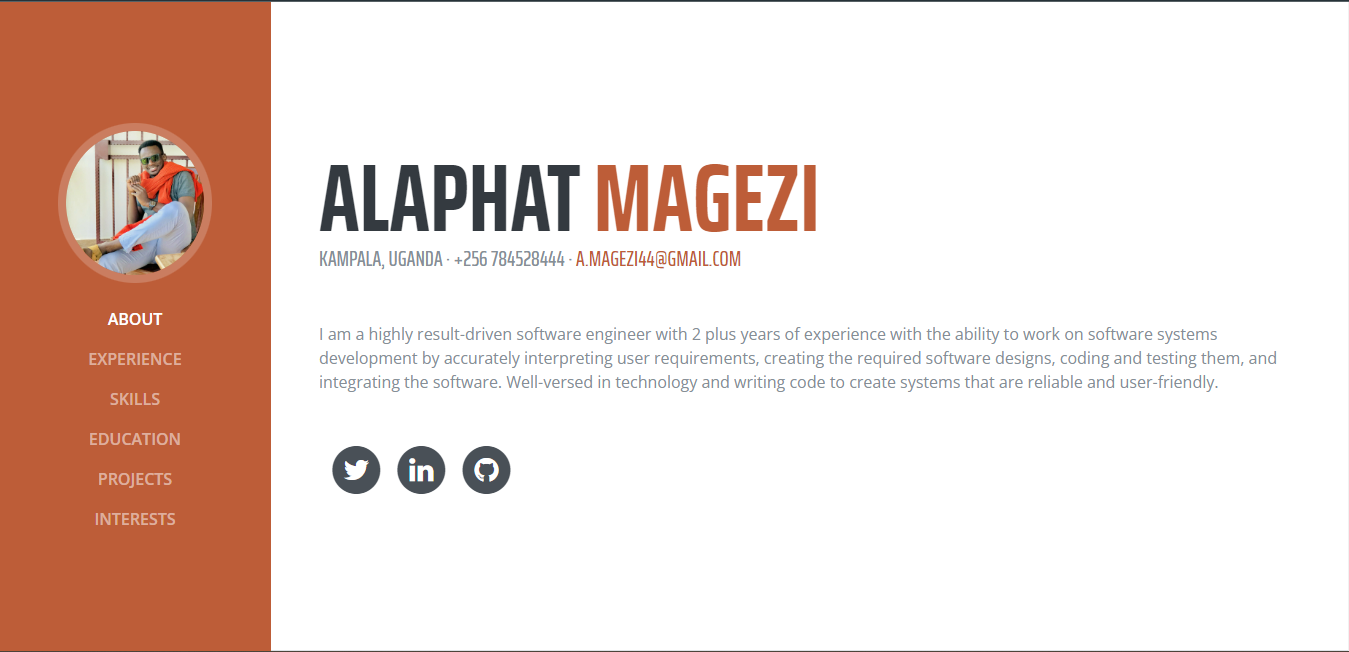 ABOUT
EXPERIENCE
SKILLS
EDUCATION
PROJECTS
INTERESTS
ALAPHAT MAGEZI
KAMPALA, UGANDA · +256 784528444 · A.MAGEZI44@GMAIL.COM
I am a highly result-driven software engineer with 2 plus years of experience with the ability to work on software systems
development by accurately interpreting user requirements, creating the required software designs, coding and testing them, and
integrating the software. Well-versed in technology and writing code to create systems that are reliable and user-friendly.
in